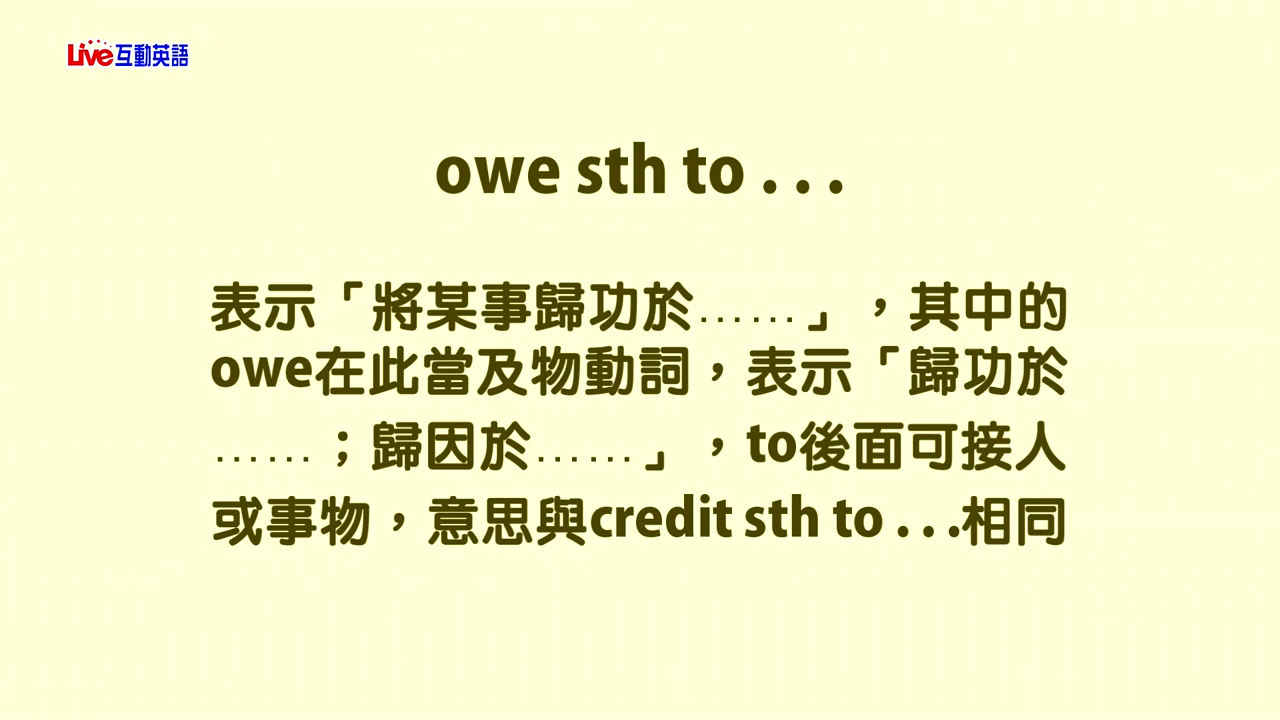 Live互動英語
owe sth to . . .
表示「將某事歸功於……」，其中的
owe在此當及物動詞，表示「歸功於
……；歸因於……」，to後面可接人
或事物，意思與credit sth to . . .相同